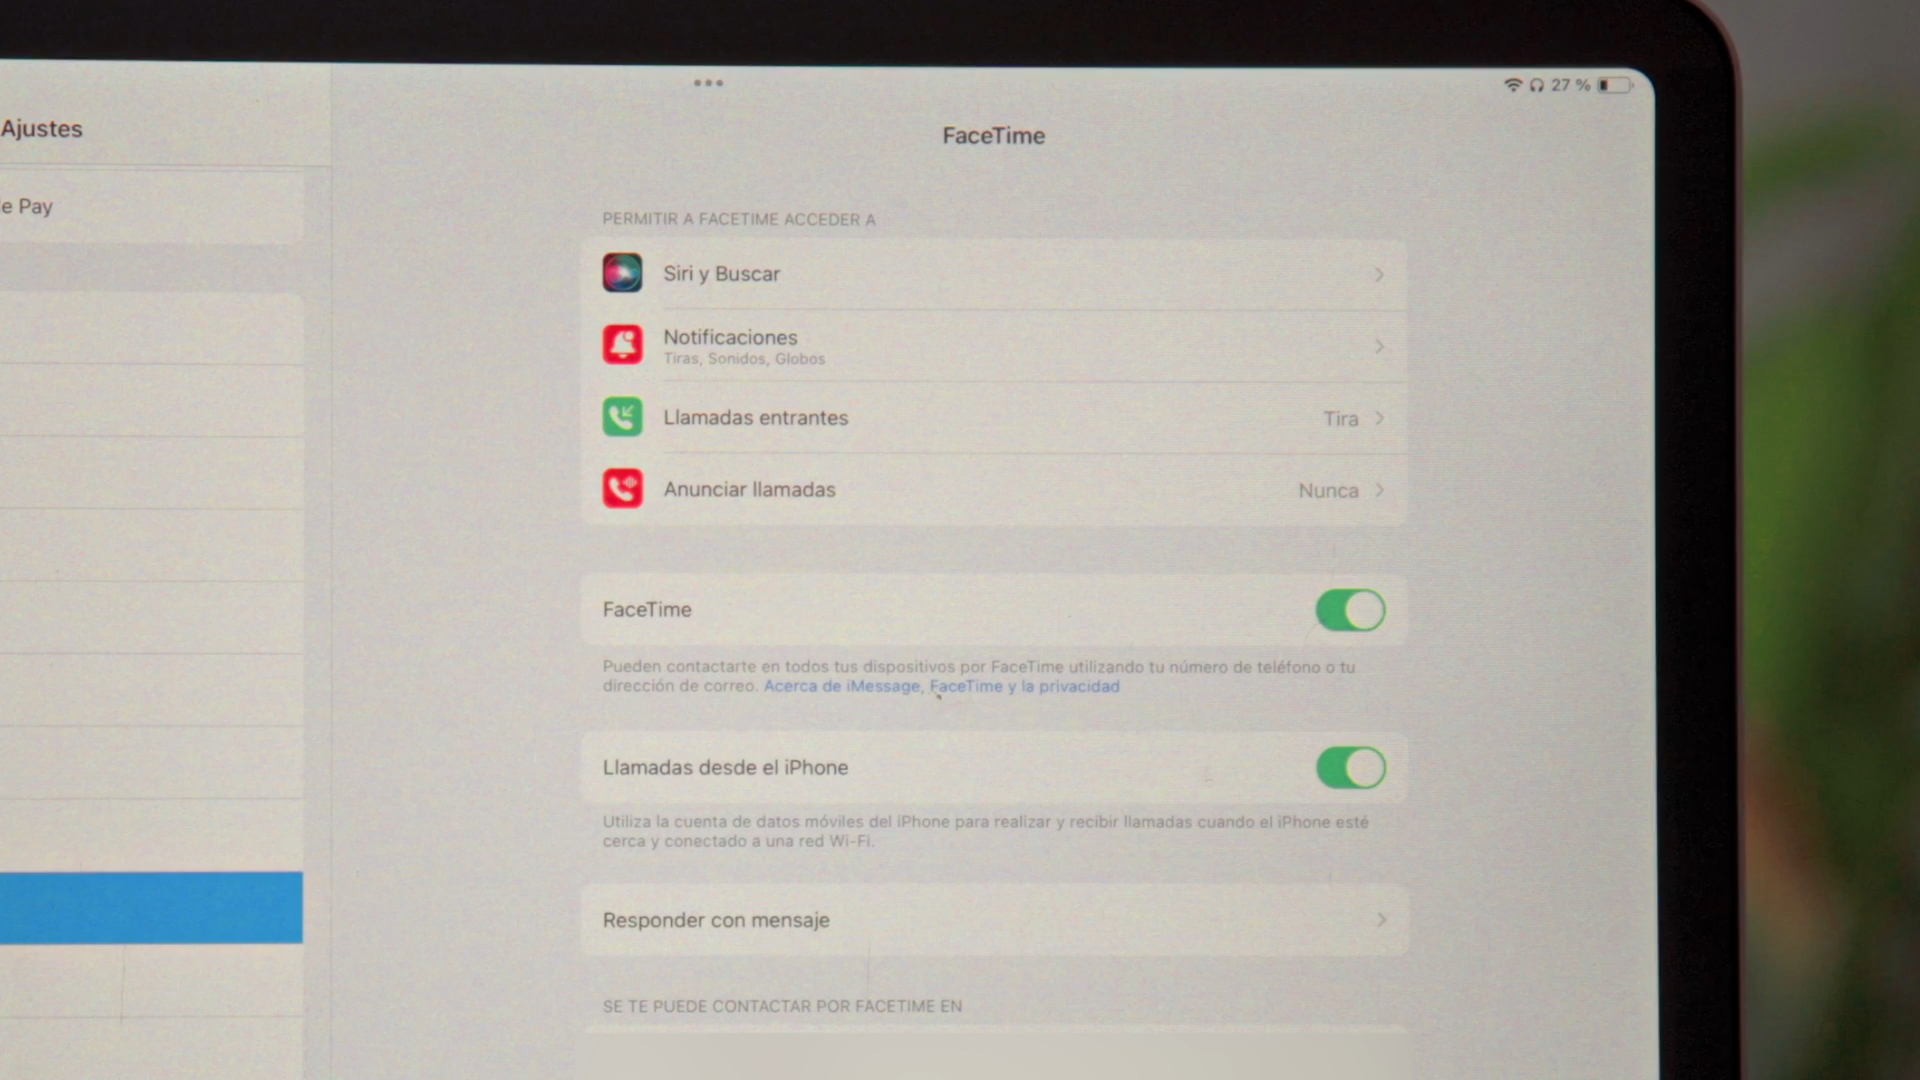 27 %
Ajustes
FaceTime
e Pay
PERMITIR A FACETIME ACCEDER A
Siri y Buscar
Notificaciones
Tiras, Sonidos, Globos
Llamadas entrantes
Tira
Anunciar llamadas
Nunca
FaceTime
Pueden contactarte en todos tus dispositivos por FaceTime utilizando tu número de teléfono o tu
dirección de correo. Acerca de iMessage, FaceTime y la privacidad
Llamadas desde el iPhone
Utiliza la cuenta de datos móviles del iPhone para realizar y recibir llamadas cuando el iPhone esté
cerca y conectado a una red Wi-Fi.
Responder con mensaje
SE TE PUEDE CONTACTAR POR FACETIME EN